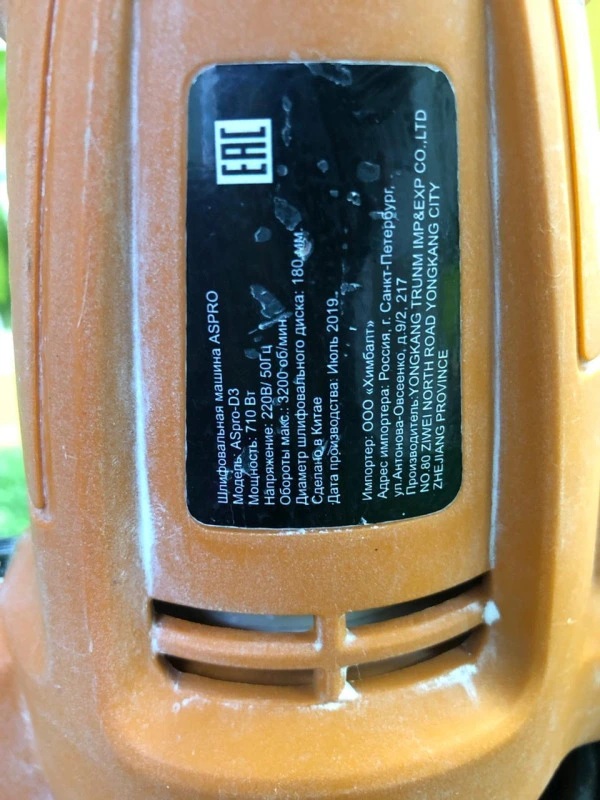 EAC
Шлифовальная машина ASPRO
Модель: ASpro-D3
Мощность: 710 Вт
Напряжение: 220В/ 50Гц
Обороты макс.: 3200 об/мин
Диаметр шлифовального диска: 180 мм.
Сделано в Китае
Дата производства: Июль 2019.
Импортер: ООО «Химбалт»
Адрес импортера: Россия, г. Санкт-Петербург,
ул.Антонова-Овсеенко, д.9/2, 217
Производитель:YONGKANG TRUNM IMP&EXP CO.,LTD
NO.80 ZIWEI NORTH ROAD YONGKANG CITY
ZHEJIANG PROVINCE